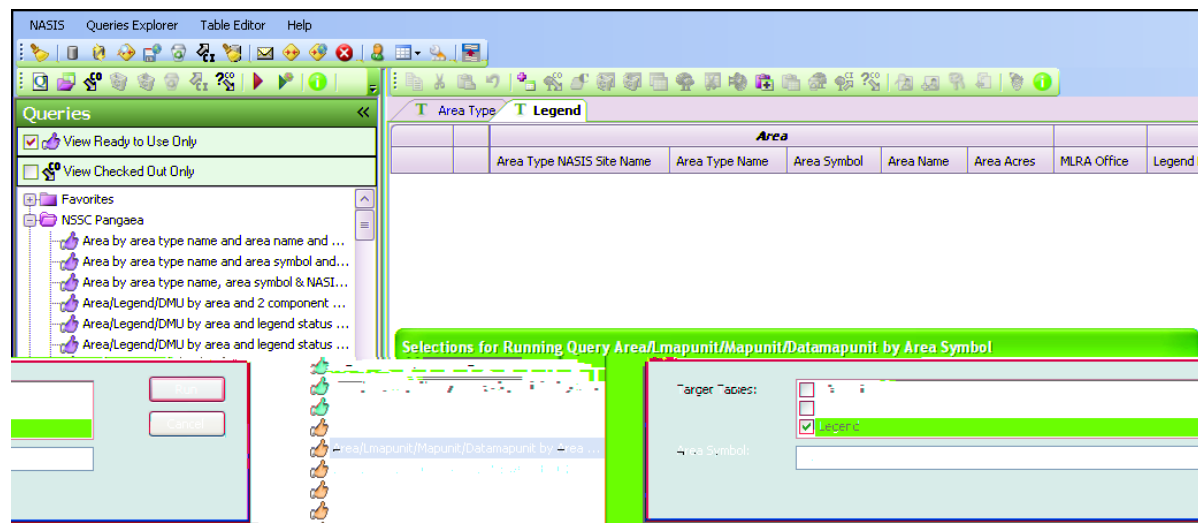 NASIS Queries Explorer Table Editor Help
Queries
View Ready to Use Only
View Checked Out Only
Favorites
NSSC Pangaea
Area by area type name and area name and ...
Area by area type name and area symbol and...
Area by area type name, area symbol & NASI...
Area/Legend/DMU by area and 2 component ...
Area/Legend/DMU by area and legend status ...
Area/Legend/DMU by area and legend status ...
T Area Type T Legend
Area
Area Type NASIS Site Name Area Type Name Area Symbol Area Name Area Acres MLRA Office Legend
Selections for Running Query Area/Lmapunit/Mapunit/Datamapunit by Area Symbol
Run
Cancel
Area/Lmapunit/Mapunit/Datamapunit by Area ...
Target Tables:
Legend
Area Symbol: